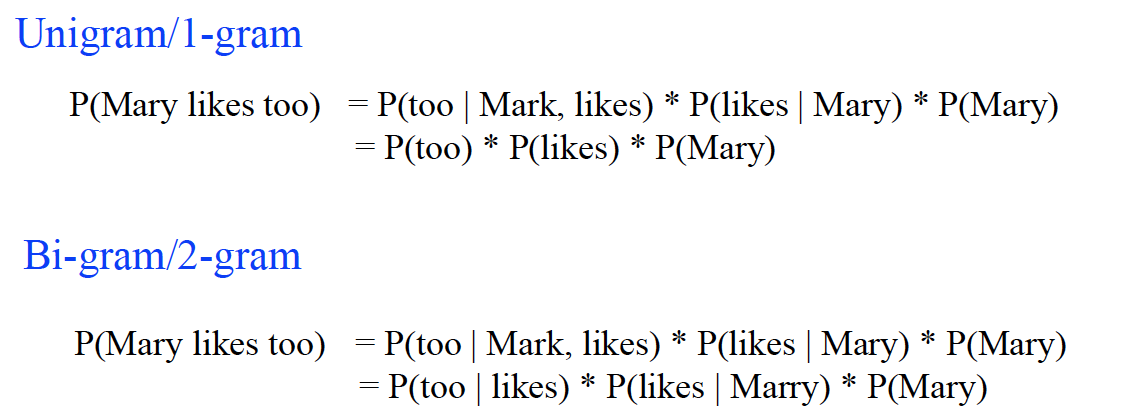 Unigram/1-gram
P(Mary likes too) = P(too | Mark, likes) * P(likes | Mary) * P(Mary)
= P(too) * P(likes) * P(Mary)
Bi-gram/2-gram
P(Mary likes too) = P(too | Mark, likes) * P(likes | Mary) * P(Mary)
= P(too | likes) * P(likes | Marry) * P(Mary)